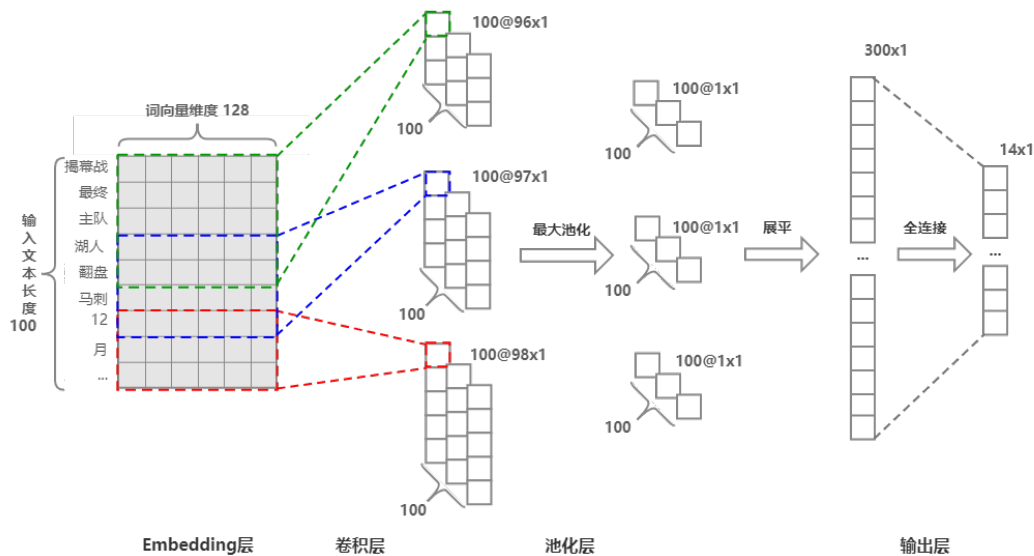 100@96x1
300x1
100@1x1
词向量维度 128
100
100
14x1
揭幕战
最终
主队
湖人
翻盘
马刺
12
月
...
输入文本长度
100
100@97x1
100
最大池化
100@1x1
100
展平
...
全连接
...
100@98x1
100
100@1x1
100
Embedding层
卷积层
池化层
输出层